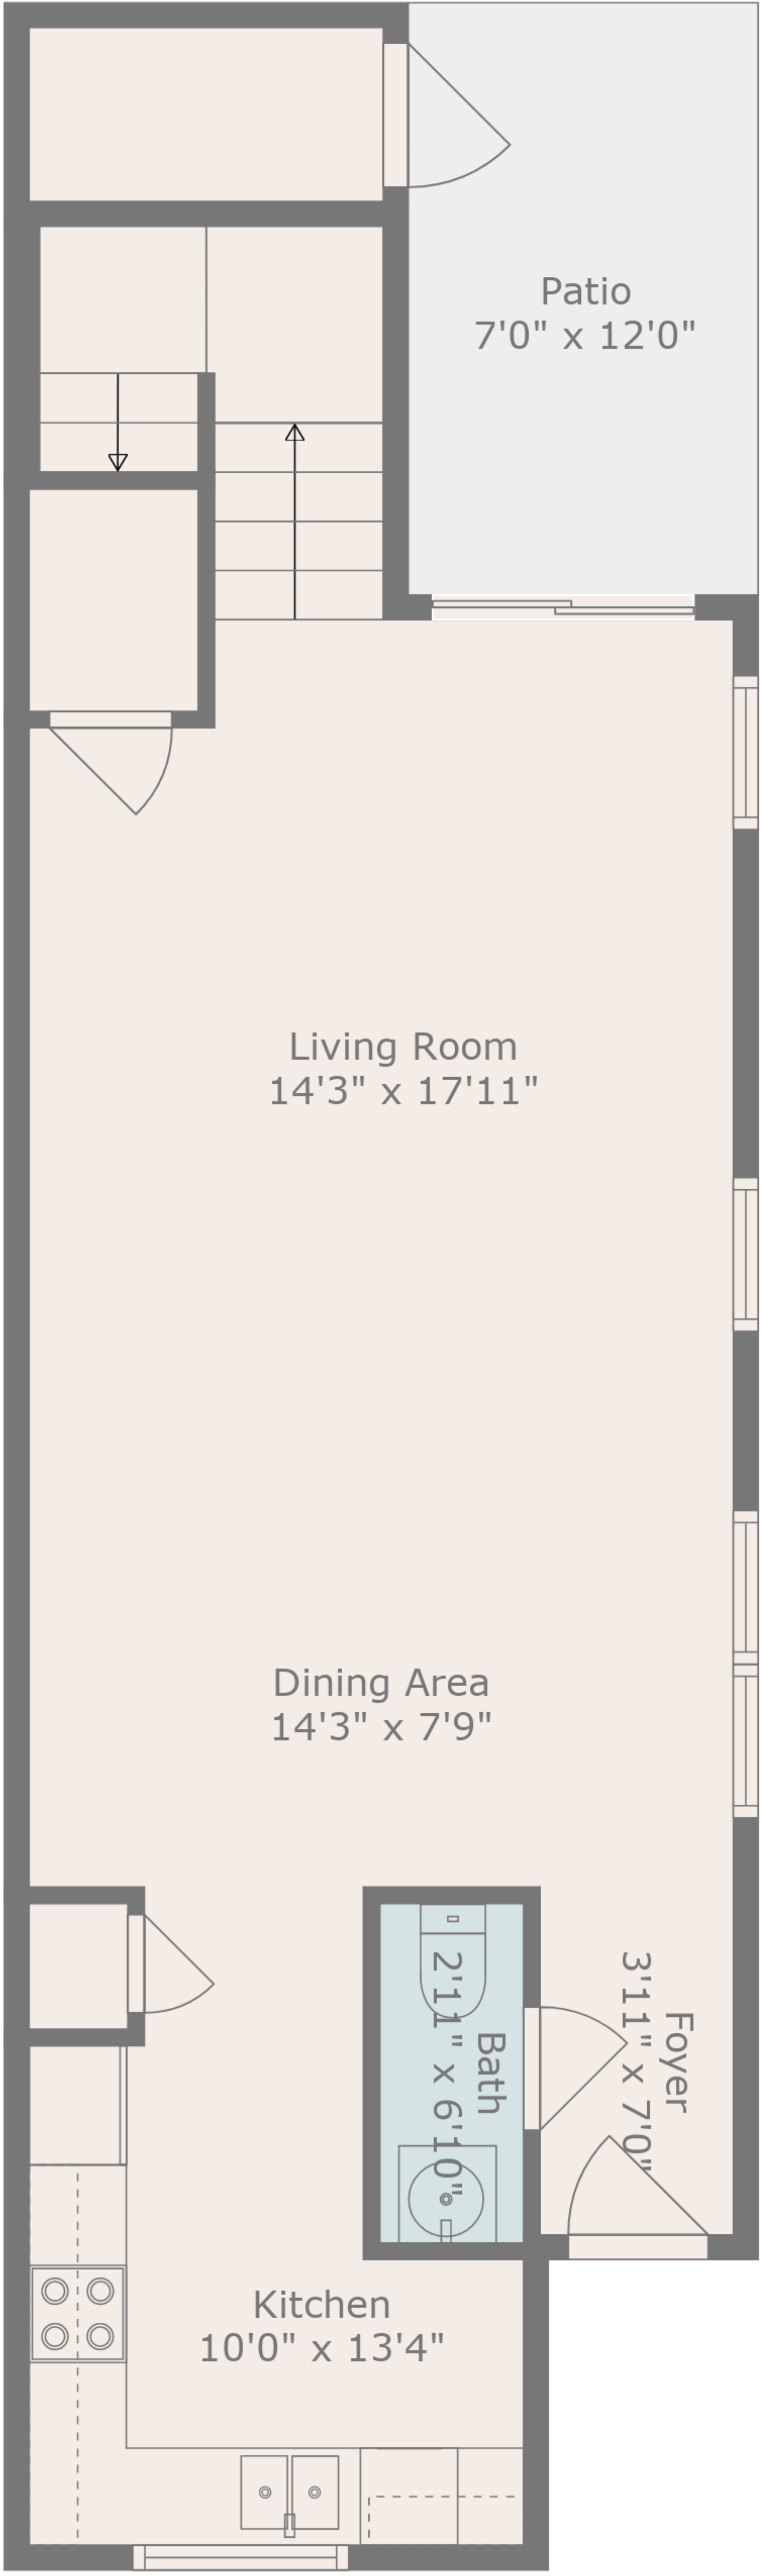 Patio
7'0" x 12'0"
Living Room
14'3" x 17'11"
Dining Area
14'3" x 7'9"
Foyer
3'11" x 7'0"
Bath
2'11" x 6'10"
Kitchen
10'0" x 13'4"